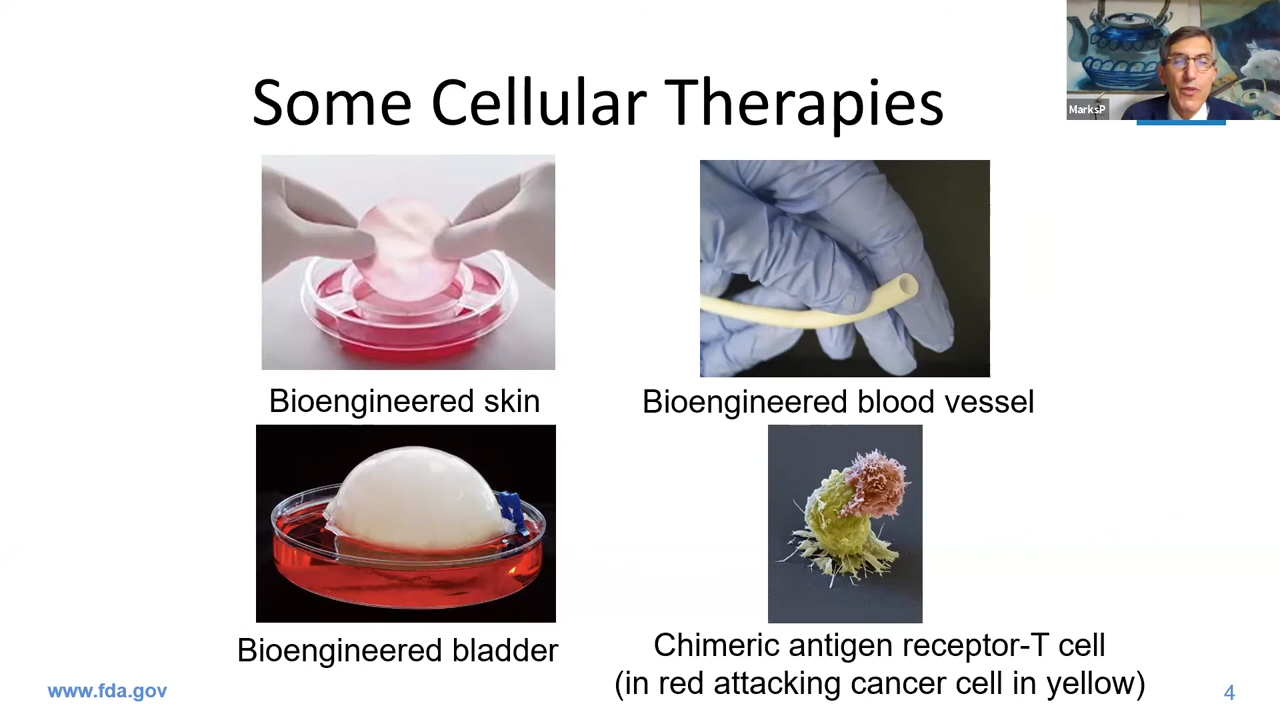 MarksP
Some Cellular Therapies
Bioengineered skin
Bioengineered blood vessel
Bioengineered bladder
Chimeric antigen receptor-T cell
(in red attacking cancer cell in yellow)
www.fda.gov
4